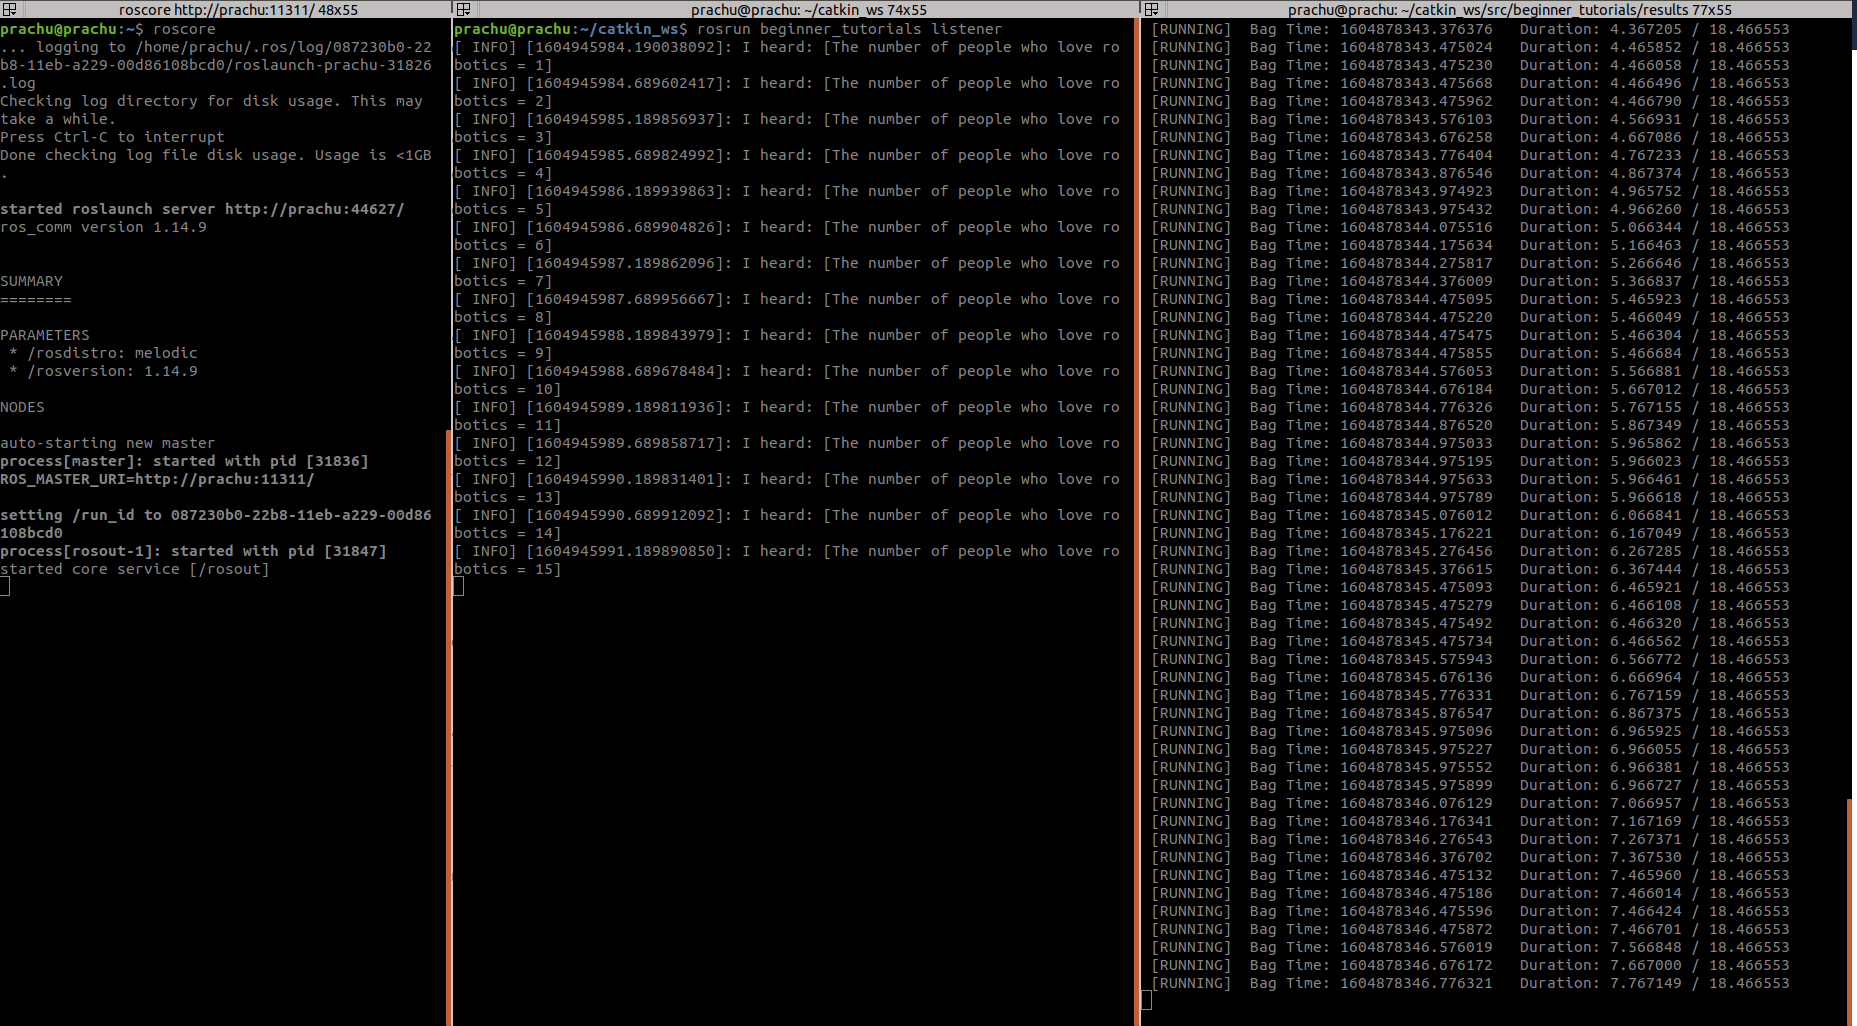 roscore http://prachu:11311/ 48x55
prachu@prachu:~$ roscore
... logging to /home/prachu/.ros/log/087230b0-22
b8-11eb-a229-00d86108bcd0/roslaunch-prachu-31826
.log
Checking log directory for disk usage. This may
take a while.
Press Ctrl-C to interrupt
Done checking log file disk usage. Usage is <1GB
.
started roslaunch server http://prachu:44627/
ros_comm version 1.14.9
SUMMARY
========
PARAMETERS
* /rosdistro: melodic
* /rosversion: 1.14.9
NODES
auto-starting new master
process[master]: started with pid [31836]
ROS_MASTER_URI=http://prachu:11311/
setting /run_id to 087230b0-22b8-11eb-a229-00d86
108bcd0
process[rosout-1]: started with pid [31847]
started core service [/rosout]
prachu@prachu: ~/catkin_ws 74x55
prachu@prachu:~/catkin_ws$ rosrun beginner_tutorials listener
[ INFO] [1604945984.190038092]: I heard: [The number of people who love ro
botics = 1]
[ INFO] [1604945984.689602417]: I heard: [The number of people who love ro
botics = 2]
[ INFO] [1604945985.189856937]: I heard: [The number of people who love ro
botics = 3]
[ INFO] [1604945985.689824992]: I heard: [The number of people who love ro
botics = 4]
[ INFO] [1604945986.189939863]: I heard: [The number of people who love ro
botics = 5]
[ INFO] [1604945986.689904826]: I heard: [The number of people who love ro
botics = 6]
[ INFO] [1604945987.189862096]: I heard: [The number of people who love ro
botics = 7]
[ INFO] [1604945987.689956667]: I heard: [The number of people who love ro
botics = 8]
[ INFO] [1604945988.189843979]: I heard: [The number of people who love ro
botics = 9]
[ INFO] [1604945988.689678484]: I heard: [The number of people who love ro
botics = 10]
[ INFO] [1604945989.189811936]: I heard: [The number of people who love ro
botics = 11]
[ INFO] [1604945989.689858717]: I heard: [The number of people who love ro
botics = 12]
[ INFO] [1604945990.189831401]: I heard: [The number of people who love ro
botics = 13]
[ INFO] [1604945990.689912092]: I heard: [The number of people who love ro
botics = 14]
[ INFO] [1604945991.189890850]: I heard: [The number of people who love ro
botics = 15]
prachu@prachu: ~/catkin_ws/src/beginner_tutorials/results 77x55
[RUNNING]  Bag Time: 1604878343.376376   Duration: 4.367205 / 18.466553
[RUNNING]  Bag Time: 1604878343.475024   Duration: 4.465852 / 18.466553
[RUNNING]  Bag Time: 1604878343.475230   Duration: 4.466058 / 18.466553
[RUNNING]  Bag Time: 1604878343.475668   Duration: 4.466496 / 18.466553
[RUNNING]  Bag Time: 1604878343.475962   Duration: 4.466790 / 18.466553
[RUNNING]  Bag Time: 1604878343.576103   Duration: 4.566931 / 18.466553
[RUNNING]  Bag Time: 1604878343.676258   Duration: 4.667086 / 18.466553
[RUNNING]  Bag Time: 1604878343.776404   Duration: 4.767233 / 18.466553
[RUNNING]  Bag Time: 1604878343.876546   Duration: 4.867374 / 18.466553
[RUNNING]  Bag Time: 1604878343.974923   Duration: 4.965752 / 18.466553
[RUNNING]  Bag Time: 1604878343.975432   Duration: 4.966260 / 18.466553
[RUNNING]  Bag Time: 1604878344.075516   Duration: 5.066344 / 18.466553
[RUNNING]  Bag Time: 1604878344.175634   Duration: 5.166463 / 18.466553
[RUNNING]  Bag Time: 1604878344.275817   Duration: 5.266646 / 18.466553
[RUNNING]  Bag Time: 1604878344.376009   Duration: 5.366837 / 18.466553
[RUNNING]  Bag Time: 1604878344.475095   Duration: 5.465923 / 18.466553
[RUNNING]  Bag Time: 1604878344.475220   Duration: 5.466049 / 18.466553
[RUNNING]  Bag Time: 1604878344.475475   Duration: 5.466304 / 18.466553
[RUNNING]  Bag Time: 1604878344.475855   Duration: 5.466684 / 18.466553
[RUNNING]  Bag Time: 1604878344.576053   Duration: 5.566881 / 18.466553
[RUNNING]  Bag Time: 1604878344.676184   Duration: 5.667012 / 18.466553
[RUNNING]  Bag Time: 1604878344.776326   Duration: 5.767155 / 18.466553
[RUNNING]  Bag Time: 1604878344.876520   Duration: 5.867349 / 18.466553
[RUNNING]  Bag Time: 1604878344.975033   Duration: 5.965862 / 18.466553
[RUNNING]  Bag Time: 1604878344.975195   Duration: 5.966023 / 18.466553
[RUNNING]  Bag Time: 1604878344.975633   Duration: 5.966461 / 18.466553
[RUNNING]  Bag Time: 1604878344.975789   Duration: 5.966618 / 18.466553
[RUNNING]  Bag Time: 1604878345.076012   Duration: 6.066841 / 18.466553
[RUNNING]  Bag Time: 1604878345.176221   Duration: 6.167049 / 18.466553
[RUNNING]  Bag Time: 1604878345.276456   Duration: 6.267285 / 18.466553
[RUNNING]  Bag Time: 1604878345.376615   Duration: 6.367444 / 18.466553
[RUNNING]  Bag Time: 1604878345.475093   Duration: 6.465921 / 18.466553
[RUNNING]  Bag Time: 1604878345.475279   Duration: 6.466108 / 18.466553
[RUNNING]  Bag Time: 1604878345.475492   Duration: 6.466320 / 18.466553
[RUNNING]  Bag Time: 1604878345.475734   Duration: 6.466562 / 18.466553
[RUNNING]  Bag Time: 1604878345.575943   Duration: 6.566772 / 18.466553
[RUNNING]  Bag Time: 1604878345.676136   Duration: 6.666964 / 18.466553
[RUNNING]  Bag Time: 1604878345.776331   Duration: 6.767159 / 18.466553
[RUNNING]  Bag Time: 1604878345.876547   Duration: 6.867375 / 18.466553
[RUNNING]  Bag Time: 1604878345.975096   Duration: 6.965925 / 18.466553
[RUNNING]  Bag Time: 1604878345.975227   Duration: 6.966055 / 18.466553
[RUNNING]  Bag Time: 1604878345.975552   Duration: 6.966381 / 18.466553
[RUNNING]  Bag Time: 1604878345.975899   Duration: 6.966727 / 18.466553
[RUNNING]  Bag Time: 1604878346.076129   Duration: 7.066957 / 18.466553
[RUNNING]  Bag Time: 1604878346.176341   Duration: 7.167169 / 18.466553
[RUNNING]  Bag Time: 1604878346.276543   Duration: 7.267371 / 18.466553
[RUNNING]  Bag Time: 1604878346.376702   Duration: 7.367530 / 18.466553
[RUNNING]  Bag Time: 1604878346.475132   Duration: 7.465960 / 18.466553
[RUNNING]  Bag Time: 1604878346.475186   Duration: 7.466014 / 18.466553
[RUNNING]  Bag Time: 1604878346.475596   Duration: 7.466424 / 18.466553
[RUNNING]  Bag Time: 1604878346.475872   Duration: 7.466701 / 18.466553
[RUNNING]  Bag Time: 1604878346.576019   Duration: 7.566848 / 18.466553
[RUNNING]  Bag Time: 1604878346.676172   Duration: 7.667000 / 18.466553
[RUNNING]  Bag Time: 1604878346.776321   Duration: 7.767149 / 18.466553